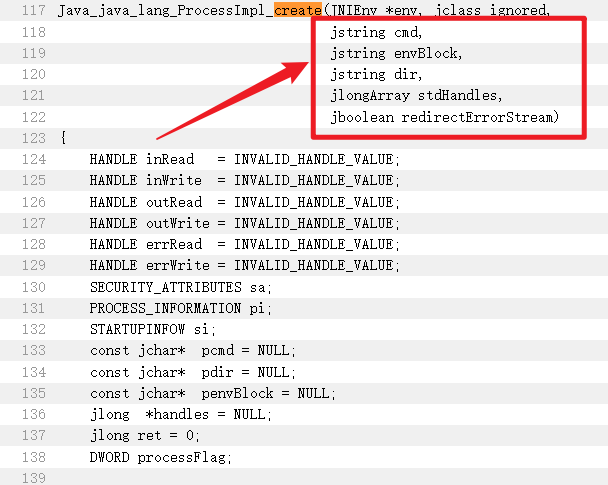 117 Java_java_lang_ProcessImpl_create(JNIEnv *env, jclass ignored,
118 jstring cmd,
119 jstring envBlock,
120 jstring dir,
121 jlongArray stdHandles,
122 jboolean redirectErrorStream)
123 {
124 HANDLE inRead = INVALID_HANDLE_VALUE;
125 HANDLE inWrite = INVALID_HANDLE_VALUE;
126 HANDLE outRead = INVALID_HANDLE_VALUE;
127 HANDLE outWrite = INVALID_HANDLE_VALUE;
128 HANDLE errRead = INVALID_HANDLE_VALUE;
129 HANDLE errWrite = INVALID_HANDLE_VALUE;
130 SECURITY_ATTRIBUTES sa;
131 PROCESS_INFORMATION pi;
132 STARTUPINFOW si;
133 const jchar* pcmd = NULL;
134 const jchar* pdir = NULL;
135 const jchar* penvBlock = NULL;
136 jlong *handles = NULL;
137 jlong ret = 0;
138 DWORD processFlag;
139